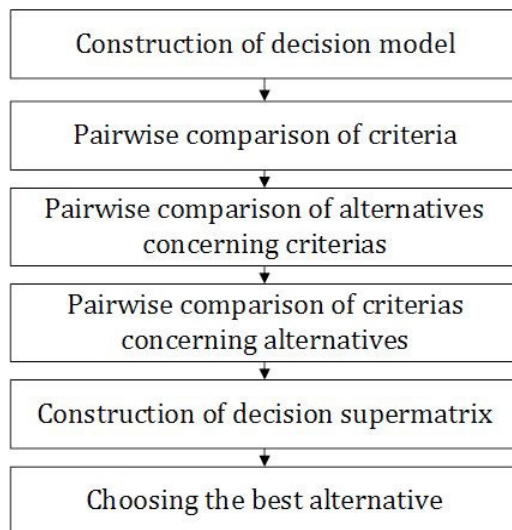 Construction of decision model
Pairwise comparison of criteria
Pairwise comparison of alternatives
concerning criterias
Pairwise comparison of criterias
concerning alternatives
Construction of decision supermatrix
Choosing the best alternative